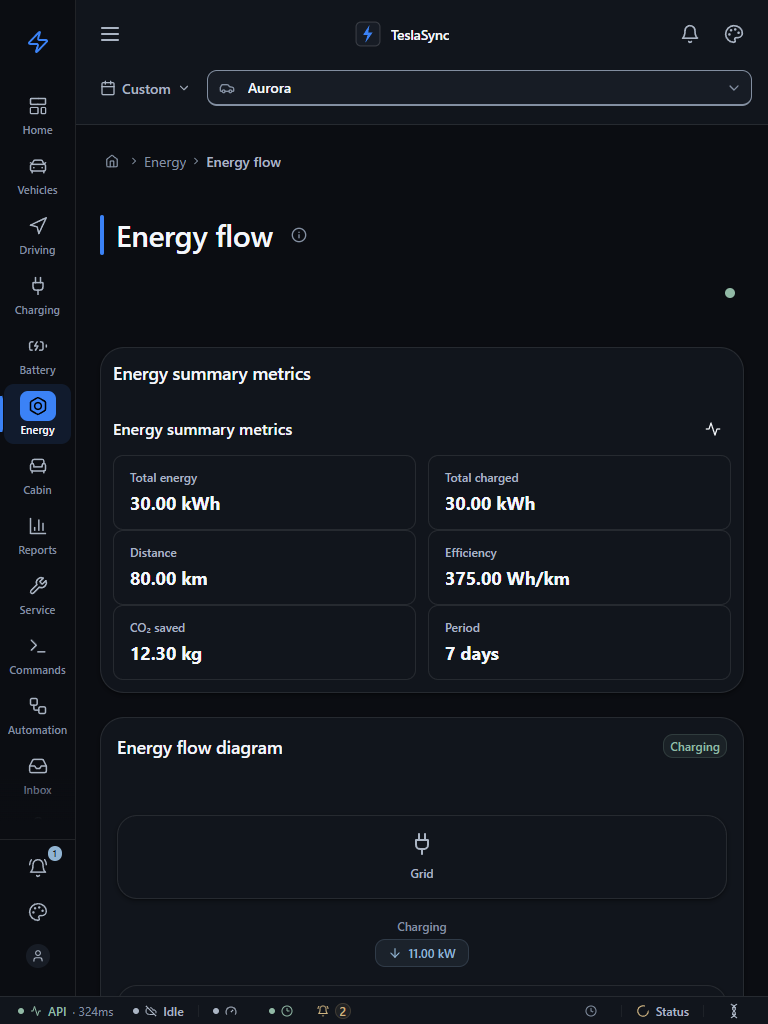 TeslaSync
Custom
Aurora
Home
Vehicles
Driving
Charging
Battery
Energy
Cabin
Reports
Service
Commands
Automation
Inbox
1
Energy
Energy flow
Energy flow
Energy summary metrics
Energy summary metrics
Total energy
30.00 kWh
Total charged
30.00 kWh
Distance
80.00 km
Efficiency
375.00 Wh/km
CO₂ saved
12.30 kg
Period
7 days
Energy flow diagram
Charging
Grid
Charging
11.00 kW
API · 324ms
Idle
2
Status